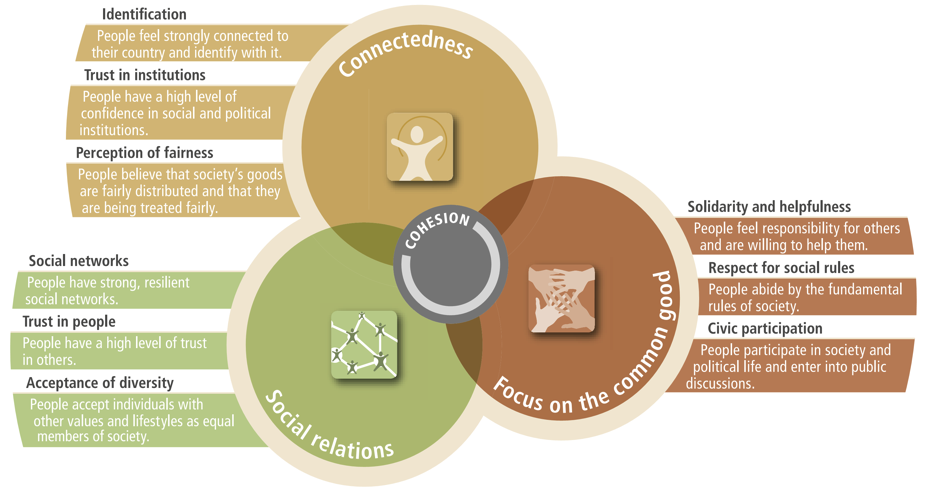 Identification
People feel strongly connected to
their country and identify with it.
Trust in institutions
People have a high level of
confidence in social and political
institutions.
Perception of fairness
People believe that society's goods
are fairly distributed and that they
are being treated fairly.
Connectedness
COHESION
Social networks
People have strong, resilient
social networks.
Trust in people
People have a high level of trust
in others.
Acceptance of diversity
People accept individuals with
other values and lifestyles as equal
members of society.
Social relations
Focus on the common good
Solidarity and helpfulness
People feel responsibility for others
and are willing to help them.
Respect for social rules
People abide by the fundamental
rules of society.
Civic participation
People participate in society and
political life and enter into public
discussions.